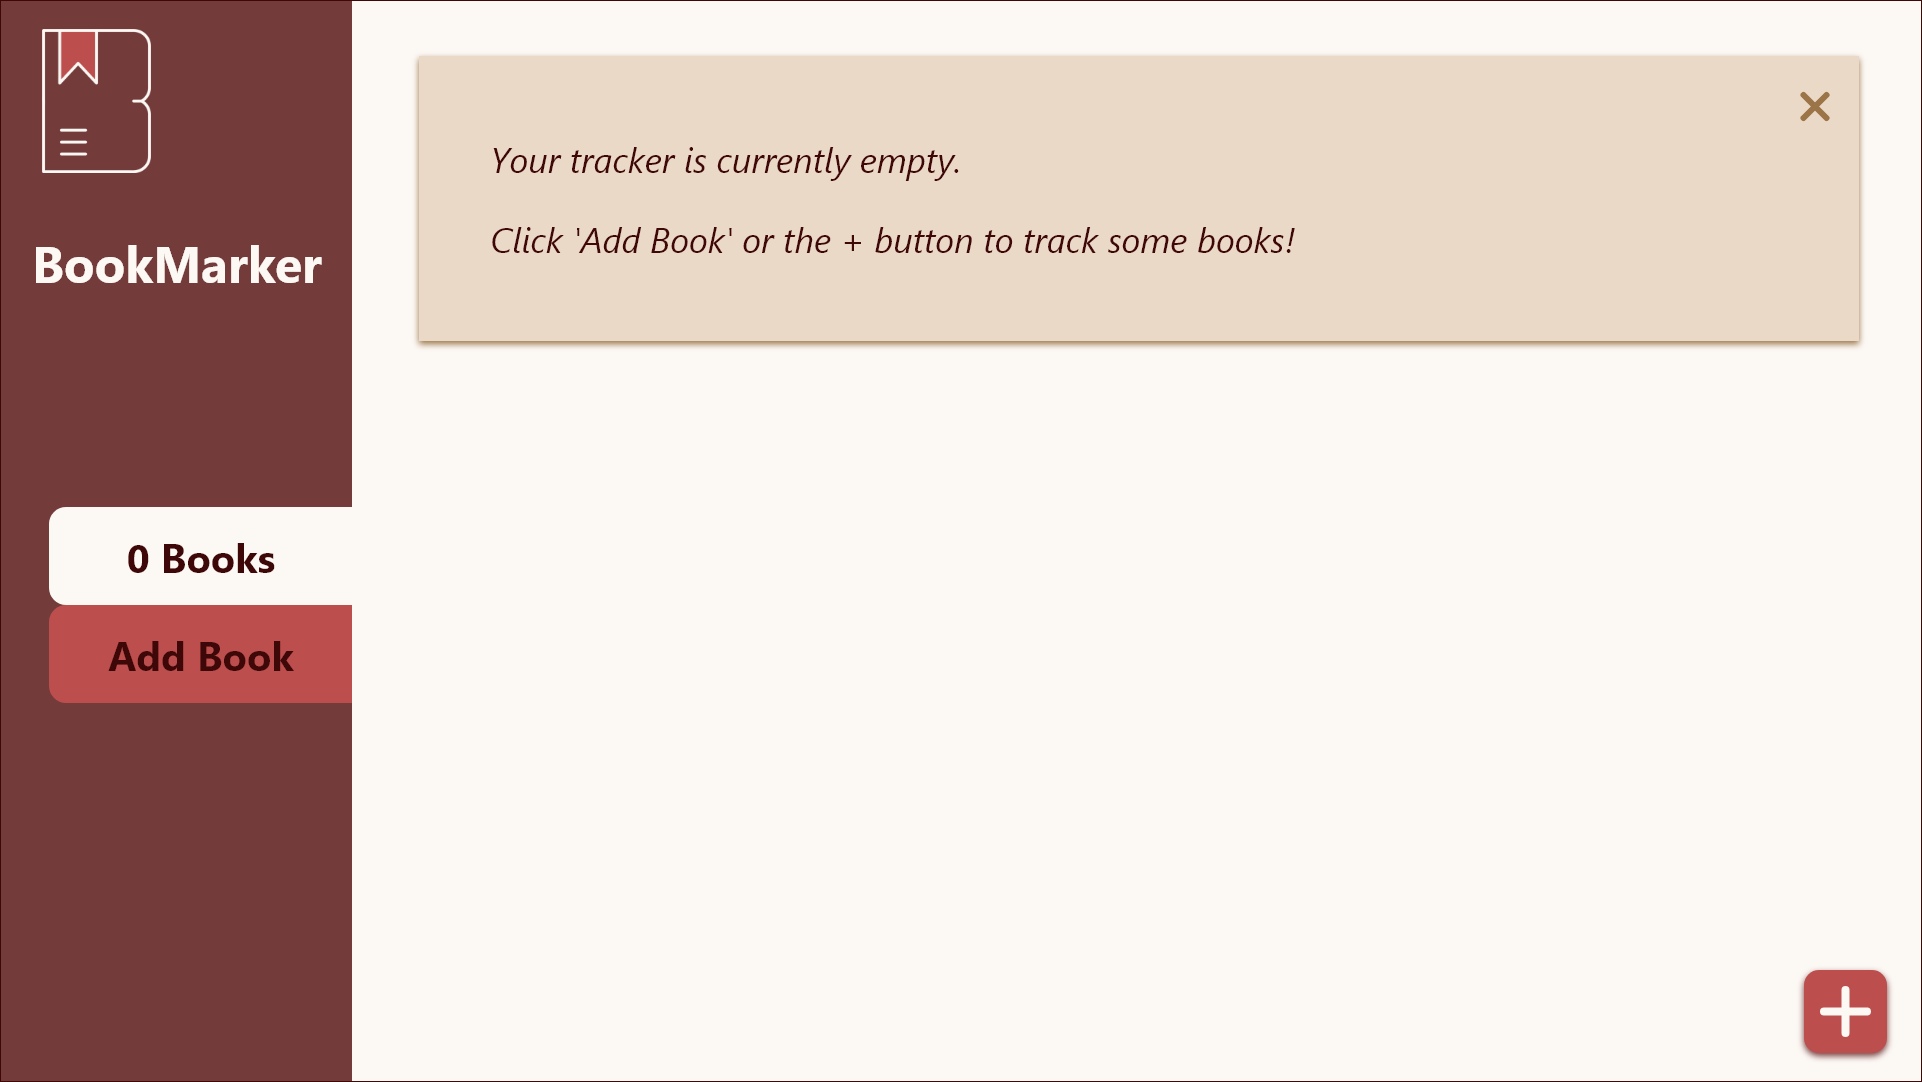 BookMarker
0 Books
Add Book
Your tracker is currently empty.
Click 'Add Book' or the + button to track some books!